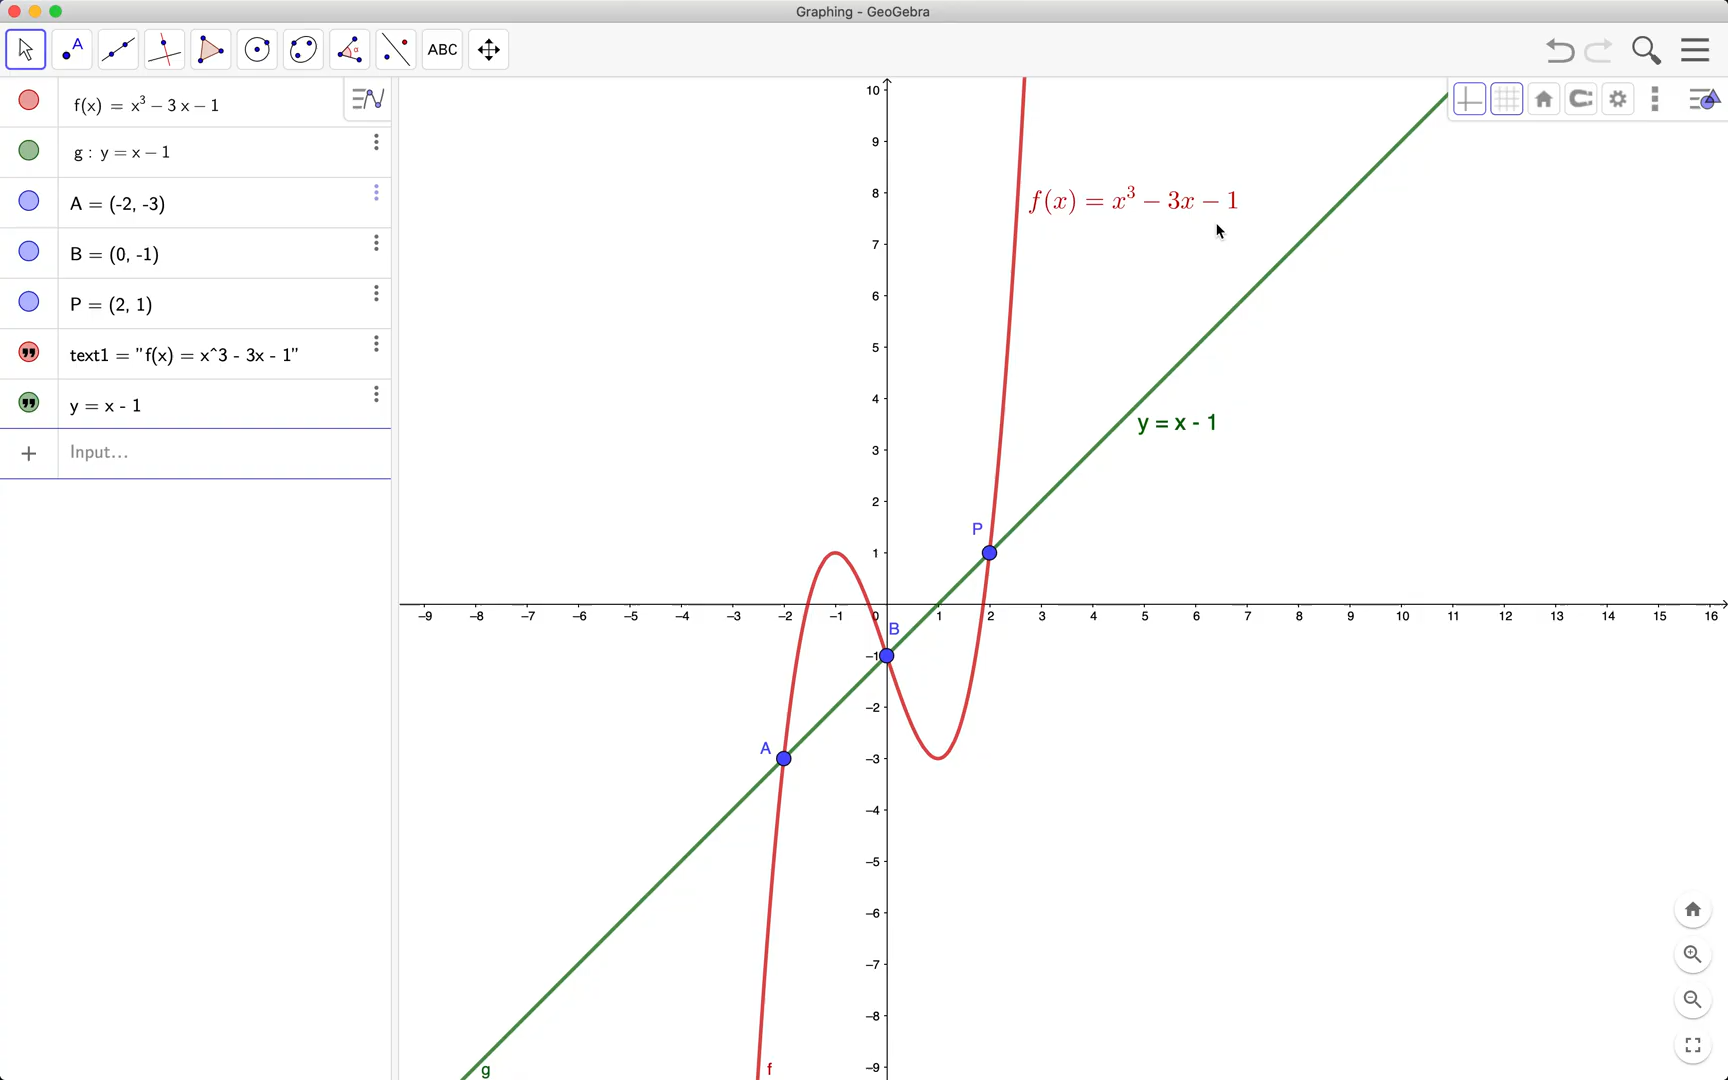 Graphing - GeoGebra
A
α
ABC
f(x) = x³ − 3 x − 1
g : y = x − 1
A = (-2, -3)
B = (0, -1)
P = (2, 1)
text1 = "f(x) = x^3 - 3x - 1"
y = x - 1
+ Input...
10
9
8
7
6
5
4
3
2
1
−1
−2
−3
−4
−5
−6
−7
−8
−9
−9 −8 −7 −6 −5 −4 −3 −2 −1 0 1 2 3 4 5 6 7 8 9 10 11 12 13 14 15 16
f(x) = x³ − 3x − 1
y = x - 1
P
B
A
g
f